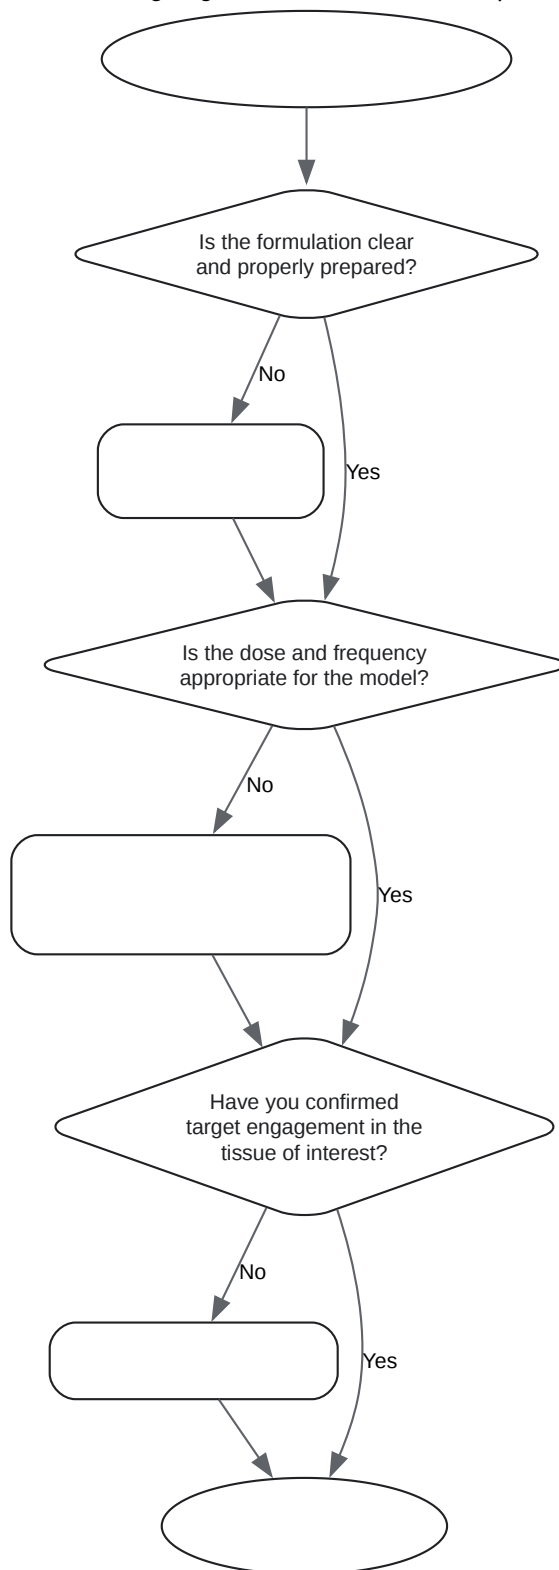 Is the formulation clear
and properly prepared?
No
Yes
Is the dose and frequency
appropriate for the model?
No
Yes
Have you confirmed
target engagement in the
tissue of interest?
No
Yes